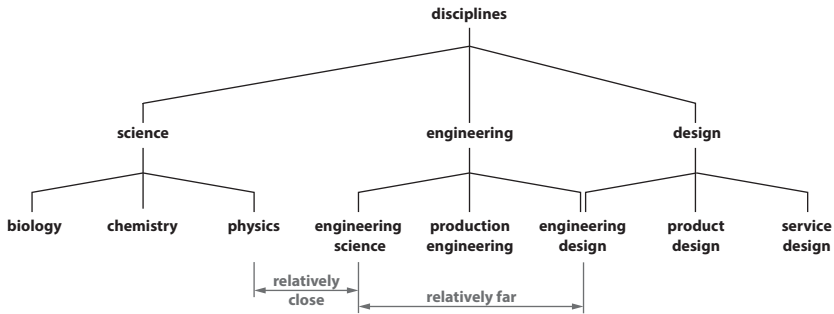 disciplines
science
engineering
design
biology
chemistry
physics
engineering
science
production
engineering
engineering
design
product
design
service
design
relatively
close
relatively far